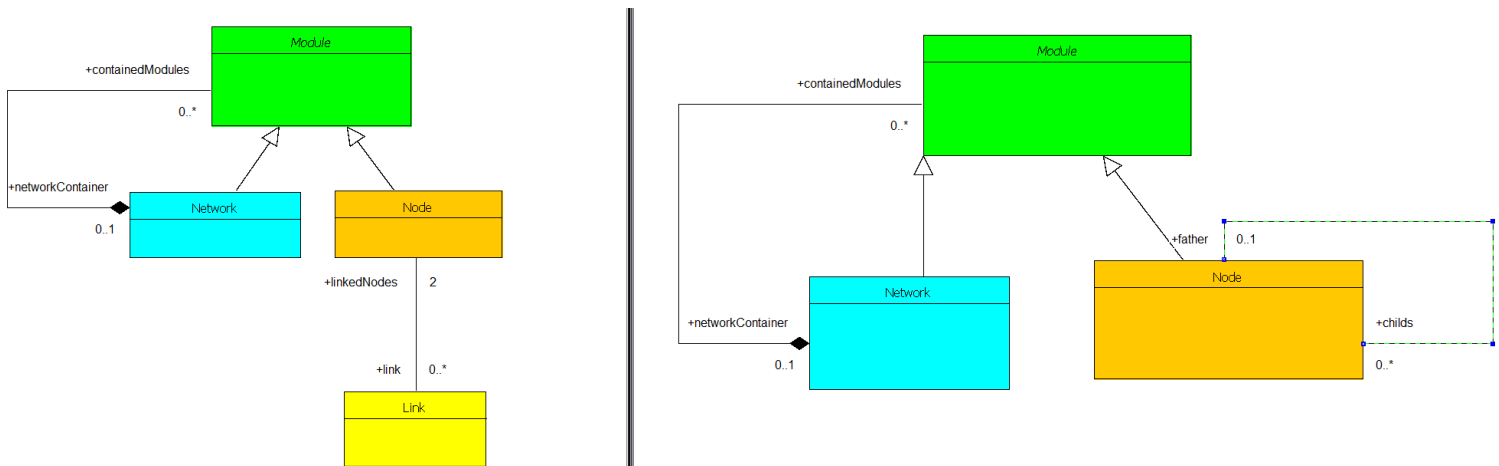 Module
+containedModules
0..*
+networkContainer
0..1
Network
Node
+linkedNodes 2
+link 0..*
Link
Module
+containedModules
0..*
+father 0..1
Node
Network
+networkContainer
0..1
+childs
0..*